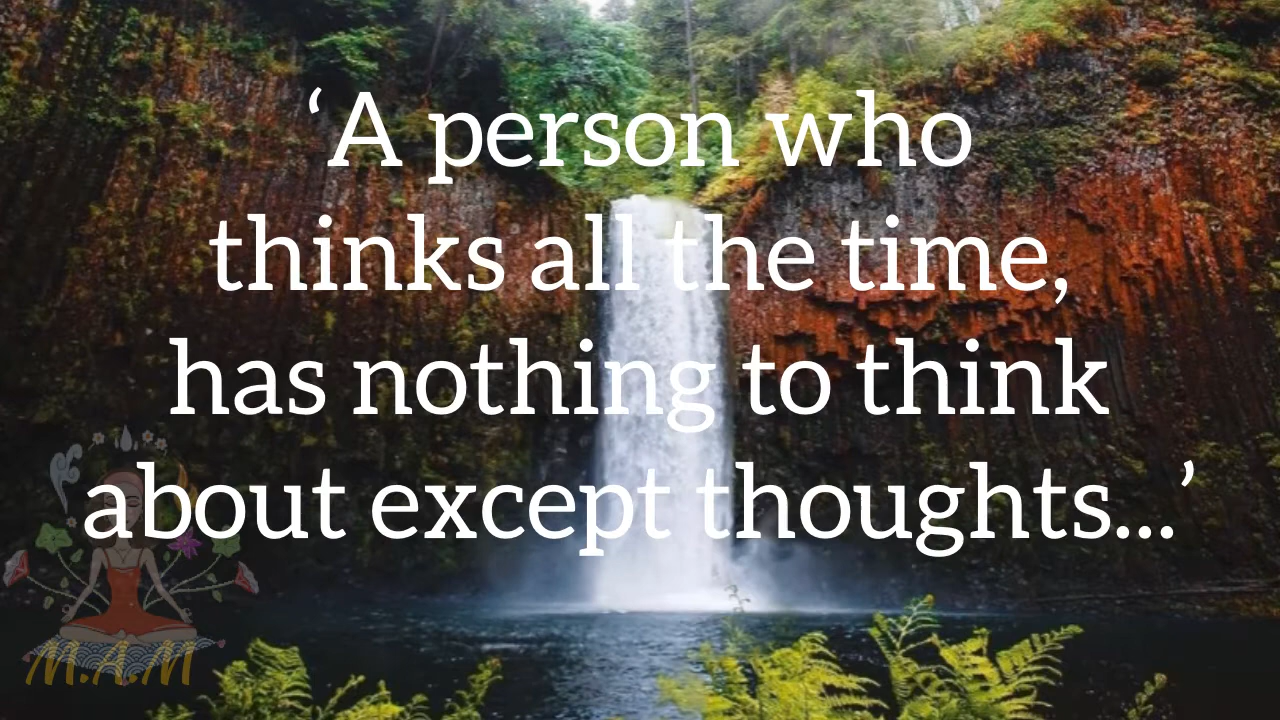 ‘A person who
thinks all the time,
has nothing to think
about except thoughts...’
M.A.M